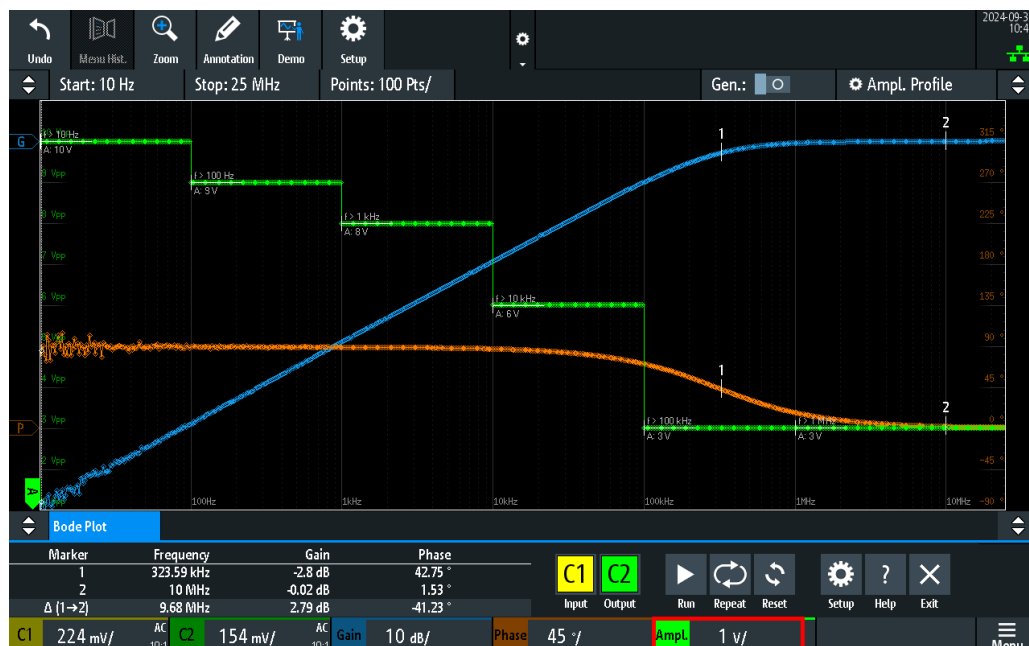 2024-09-3
10:4
Undo Menu Hist. Zoom Annotation Demo Setup
Start: 10 Hz Stop: 25 MHz Points: 100 Pts/ Gen.: Ampl. Profile
G
f> 10 Hz
A: 10 V
f> 100 Hz
A: 9 V
f> 1 kHz
A: 8 V
f> 10 kHz
A: 6 V
f> 100 kHz
A: 3 V
f> 1 MHz
A: 3 V
1
2
1
2
9 Vpp
8 Vpp
7 Vpp
6 Vpp
4 Vpp
3 Vpp
2 Vpp
315 °
270 °
225 °
180 °
135 °
90 °
45 °
0 °
-45 °
-90 °
P
A
100Hz 1kHz 10kHz 100kHz 1MHz 10MHz
Bode Plot
Marker Frequency Gain Phase
1 323.59 kHz -2.8 dB 42.75 °
2 10 MHz -0.02 dB 1.53 °
Δ (1→2) 9.68 MHz 2.79 dB -41.23 °
C1 C2
Input Output Run Repeat Reset Setup Help Exit
C1 224 mV/ AC 10:1 C2 154 mV/ AC 10:1 Gain 10 dB/ Phase 45 °/ Ampl. 1 V/ Menu